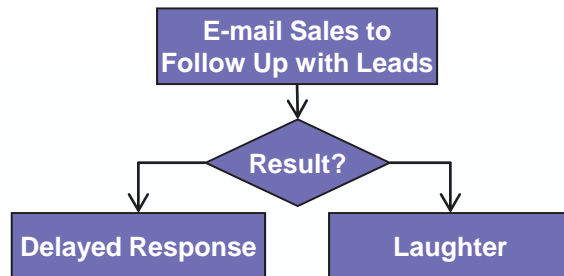 E-mail Sales to
Follow Up with Leads
Result?
Delayed Response
Laughter